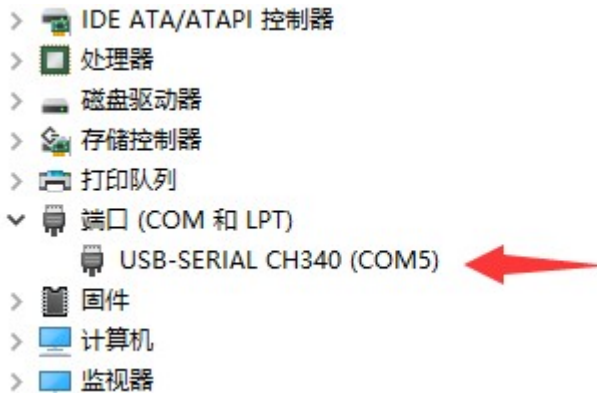 IDE ATA/ATAPI 控制器
处理器
磁盘驱动器
存储控制器
打印队列
端口 (COM 和 LPT)
USB-SERIAL CH340 (COM5)
固件
计算机
监视器